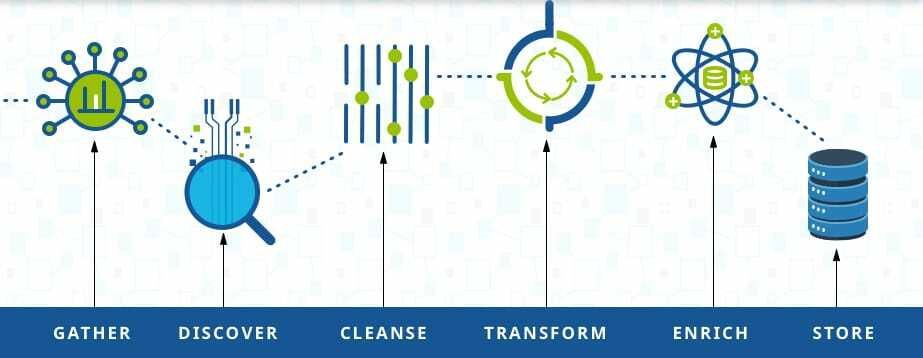 GATHER DISCOVER CLEANSE TRANSFORM ENRICH STORE